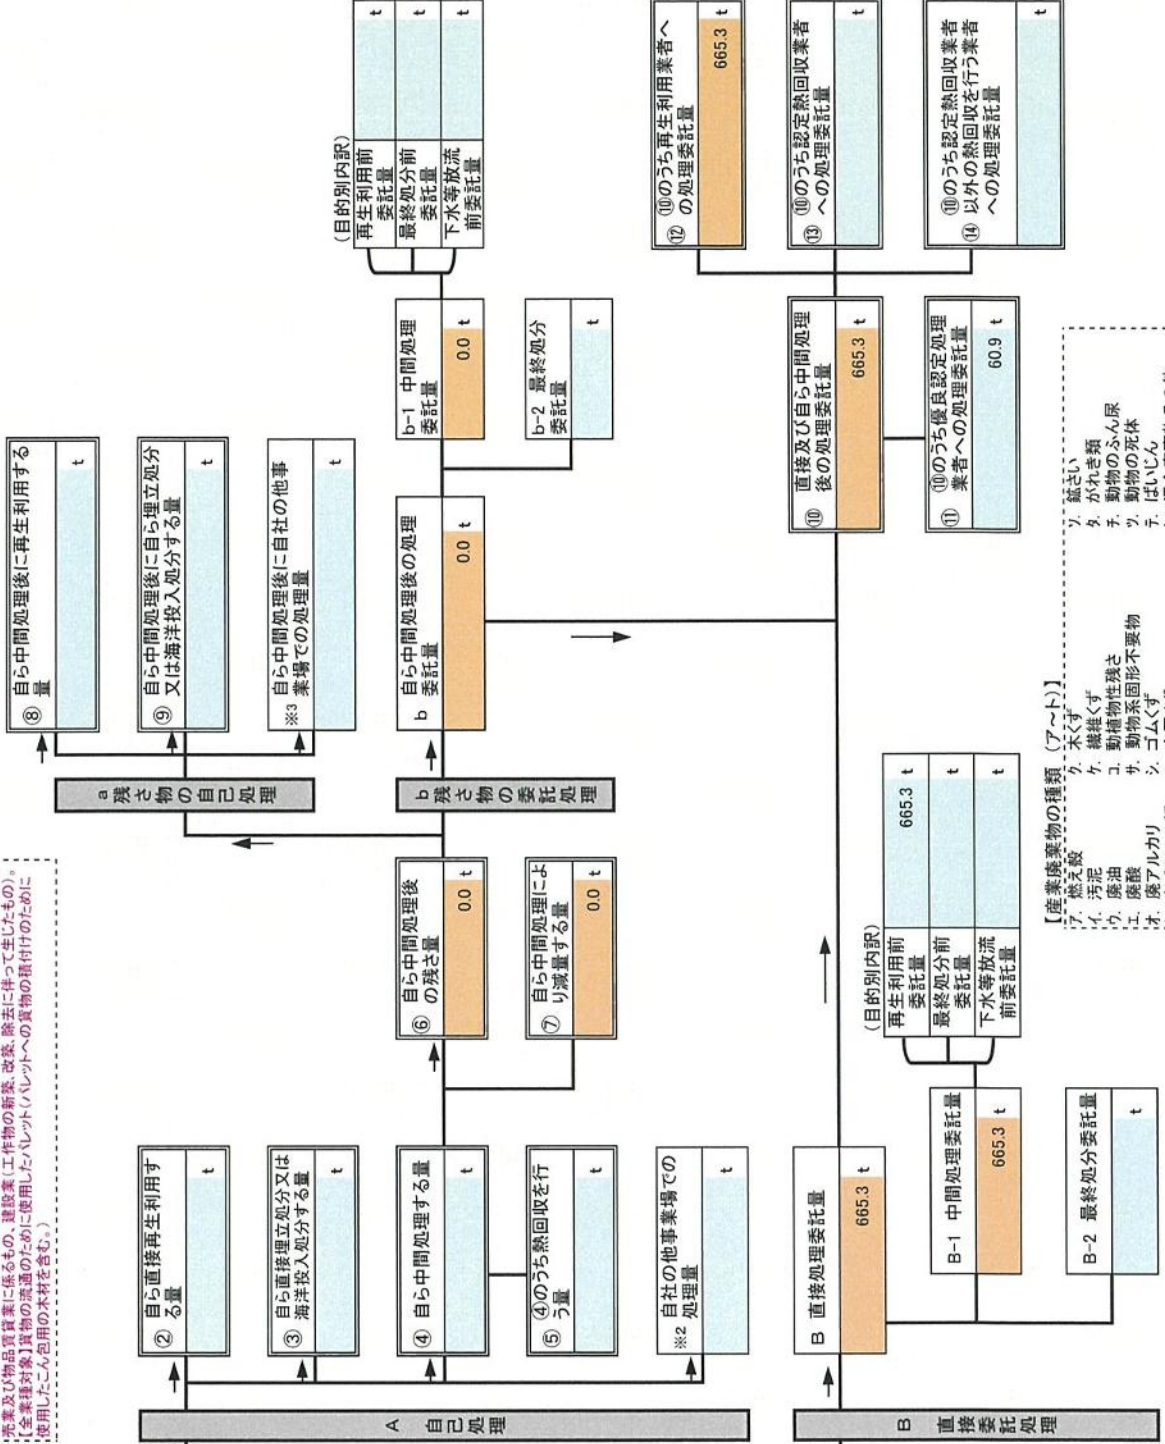 売業及び物品賃貸業に係るもの、建設業(工作物の新築、改築、除去に伴って生じたもの)。
【全業種対象】貨物の流通のために使用したパレット(パレットへの貨物の積付けのために
使用したこん包用の木材を含む。)
A 自己処理
② 自ら直接再生利用す
る量
t
③ 自ら直接埋立処分又は
海洋投入処分する量
t
④ 自ら中間処理する量
t
⑤ ④のうち熱回収を行
う量
t
※2 自社の他事業場での
処理量
t
⑥ 自ら中間処理後
の残さ量
0.0 t
⑦ 自ら中間処理によ
り減量する量
0.0 t
a 残さ物の自己処理
⑧ 自ら中間処理後に再生利用する
量
t
⑨ 自ら中間処理後に自ら埋立処分
又は海洋投入処分する量
t
※3 自ら中間処理後に自社の他事
業場での処理量
t
b 残さ物の委託処理
b 自ら中間処理後の処理
委託量
0.0 t
b-1 中間処理
委託量
0.0 t
b-2 最終処分
委託量
t
(目的別内訳)
再生利用前
委託量
t
最終処分前
委託量
t
下水等放流
前委託量
t
B 直接委託処理
B 直接処理委託量
665.3 t
B-1 中間処理委託量
665.3 t
B-2 最終処分委託量
t
(目的別内訳)
再生利用前
委託量
665.3 t
最終処分前
委託量
t
下水等放流
前委託量
t
⑩ 直接及び自ら中間処理
後の処理委託量
665.3 t
⑪ ⑩のうち優良認定処理
業者への処理委託量
60.9 t
⑫ ⑩のうち再生利用業者へ
の処理委託量
665.3 t
⑬ ⑩のうち認定熱回収業者
への処理委託量
t
⑭ ⑩のうち認定熱回収業者
以外の熱回収を行う業者
への処理委託量
t
【産業廃棄物の種類(ア〜ト)】
ア. 燃え殻
イ. 汚泥
ウ. 廃油
エ. 廃酸
オ. 廃アルカリ
ク. 木くず
ケ. 繊維くず
コ. 動植物性残さ
サ. 動物系固形不要物
シ. ゴムくず
ソ. 鉱さい
タ. がれき類
チ. 動物のふん尿
ツ. 動物の死体
テ. ばいじん